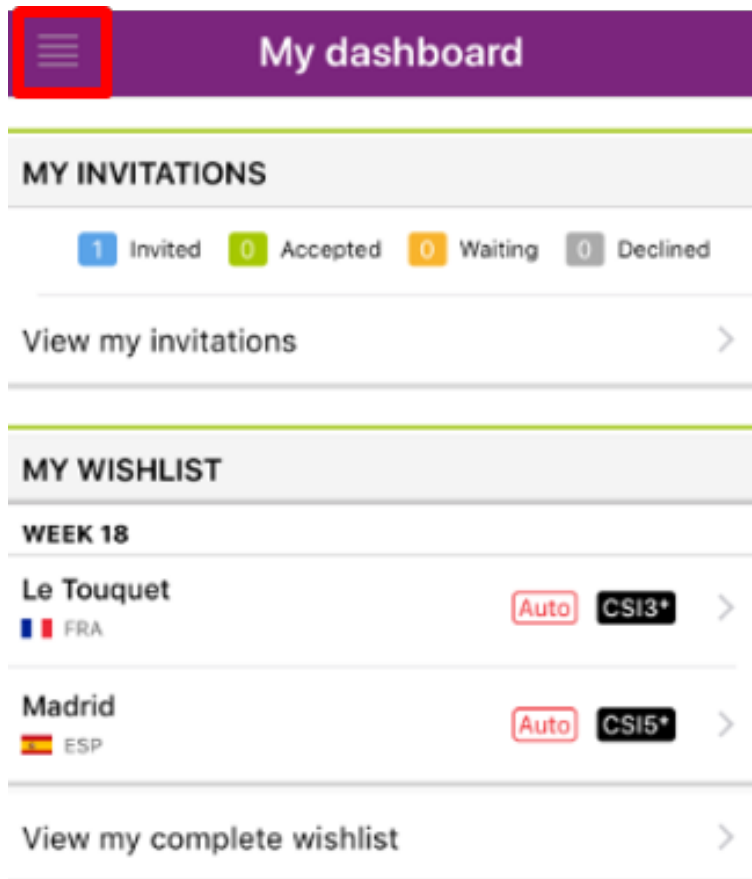 My dashboard
MY INVITATIONS
1 Invited 0 Accepted 0 Waiting 0 Declined
View my invitations
MY WISHLIST
WEEK 18
Le Touquet Auto CSI3*
FRA
Madrid Auto CSI5*
ESP
View my complete wishlist